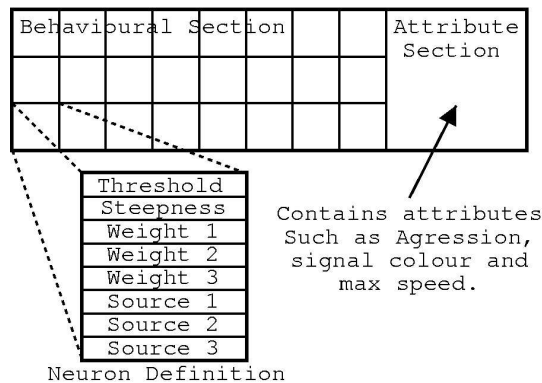 Behavioural Section
Attribute
Section
Threshold
Steepness
Weight 1
Weight 2
Weight 3
Source 1
Source 2
Source 3
Neuron Definition
Contains attributes
Such as Agression,
signal colour and
max speed.